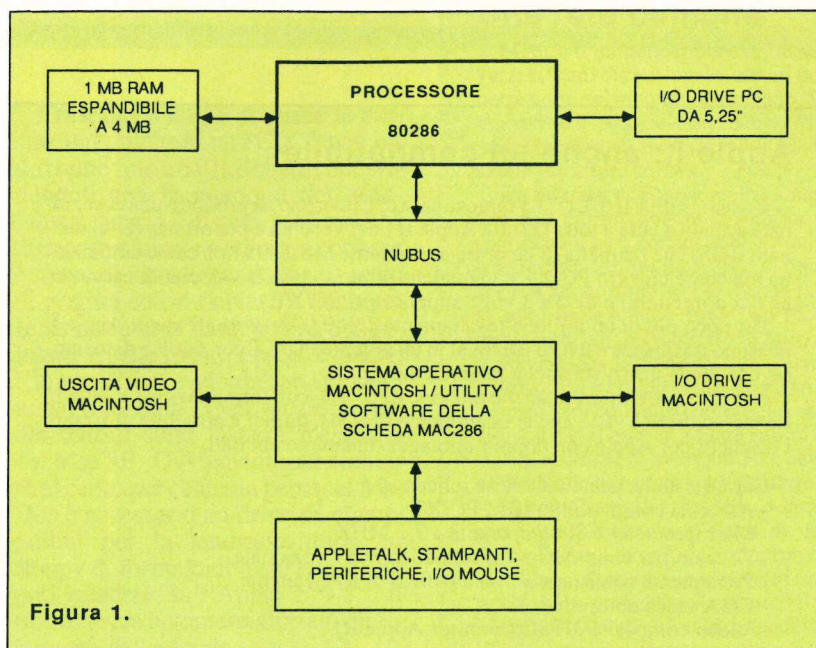 1 MB RAM
ESPANDIBILE
A 4 MB
PROCESSORE
80286
I/O DRIVE PC
DA 5,25"
NUBUS
USCITA VIDEO
MACINTOSH
SISTEMA OPERATIVO
MACINTOSH / UTILITY
SOFTWARE DELLA
SCHEDA MAC286
I/O DRIVE
MACINTOSH
APPLETALK, STAMPANTI,
PERIFERICHE, I/O MOUSE
Figura 1.